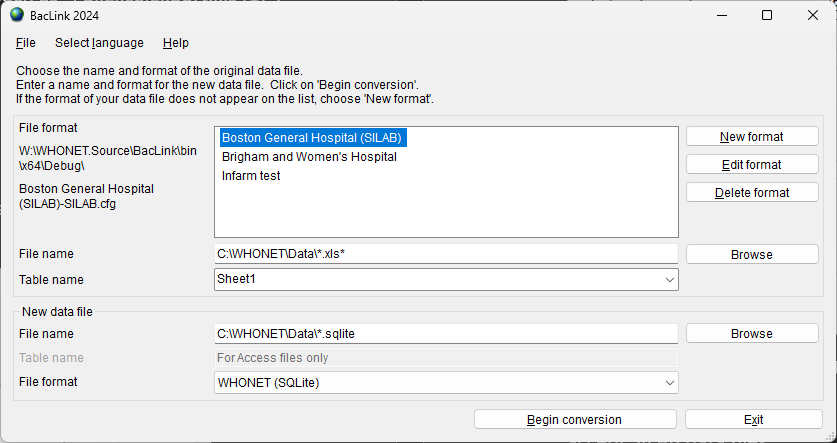 BacLink 2024
File Select language Help
Choose the name and format of the original data file.
Enter a name and format for the new data file. Click on 'Begin conversion'.
If the format of your data file does not appear on the list, choose 'New format'.
File format
W:\WHONET.Source\BacLink\bin
\x64\Debug\
Boston General Hospital
(SILAB)-SILAB.cfg
Boston General Hospital (SILAB)
Brigham and Women's Hospital
Infarm test
New format
Edit format
Delete format
File name C:\WHONET\Data\*.xls* Browse
Table name Sheet1
New data file
File name C:\WHONET\Data\*.sqlite Browse
Table name For Access files only
File format WHONET (SQLite)
Begin conversion Exit